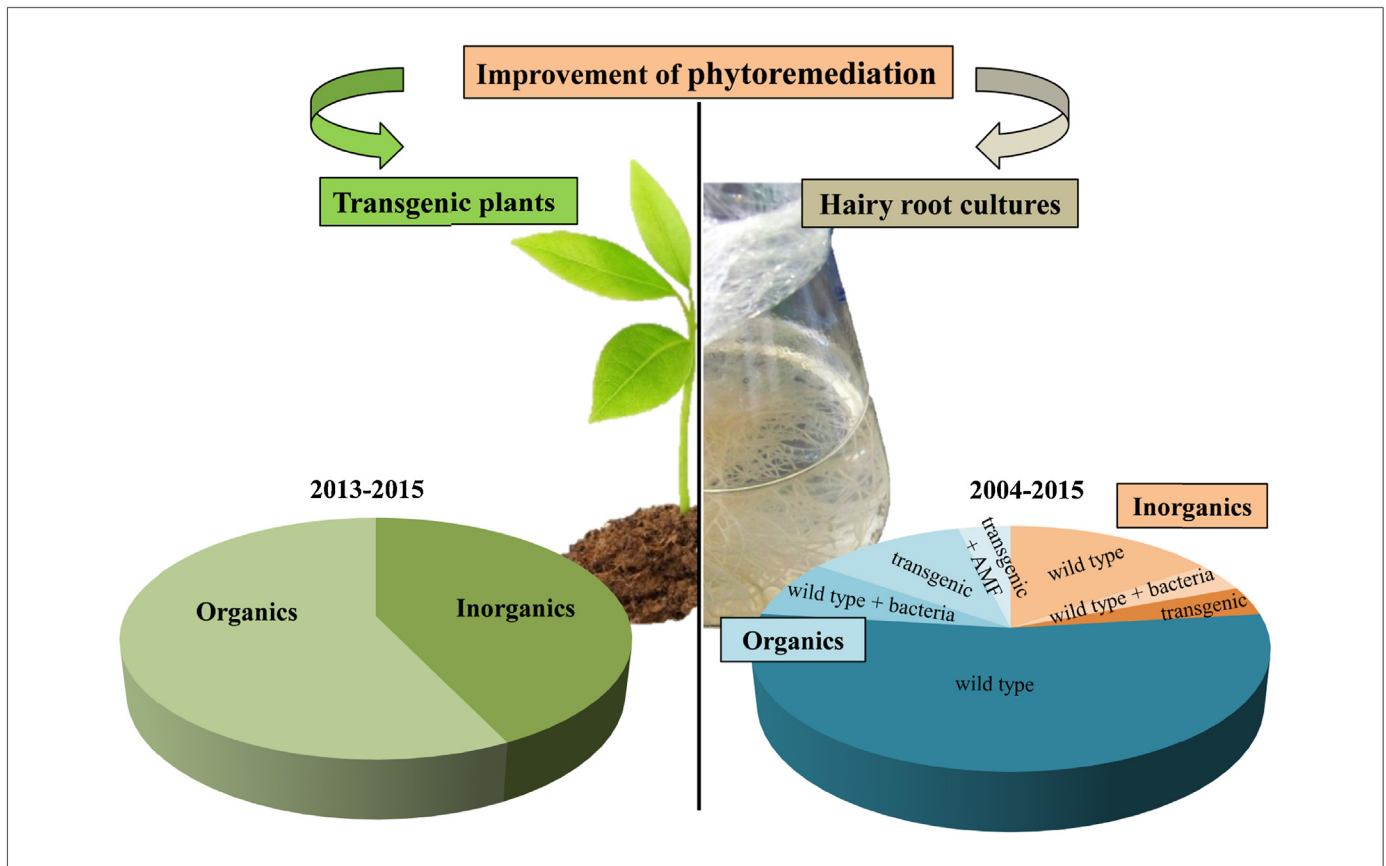 Improvement of phytoremediation
Transgenic plants
Hairy root cultures
2013-2015
Organics
Inorganics
2004-2015
Inorganics
wild type
wild type + bacteria
transgenic
transgenic
+ AMF
transgenic
wild type + bacteria
Organics
wild type